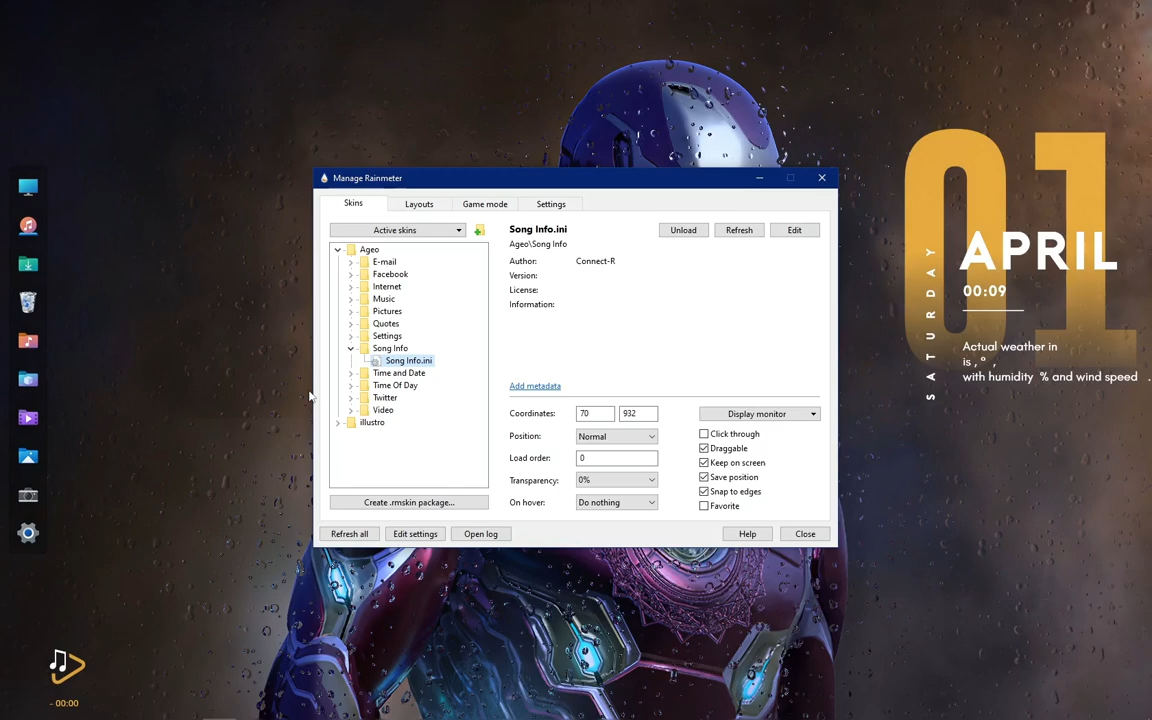 Manage Rainmeter
Skins
Layouts
Game mode
Settings
Active skins
Ageo
E-mail
Facebook
Internet
Music
Pictures
Quotes
Settings
Song Info
Song Info.ini
Time and Date
Time Of Day
Twitter
Video
illustro
Create .rmskin package...
Song Info.ini
Unload
Refresh
Edit
Ageo\Song Info
Author: Connect-R
Version:
License:
Information:
Add metadata
Coordinates: 70 932
Position: Normal
Load order: 0
Transparency: 0%
On hover: Do nothing
Display monitor
Click through
Draggable
Keep on screen
Save position
Snap to edges
Favorite
Refresh all
Edit settings
Open log
Help
Close
01
APRIL
SATURDAY
00:09
Actual weather in
is , ° ,
with humidity % and wind speed .
- 00:00